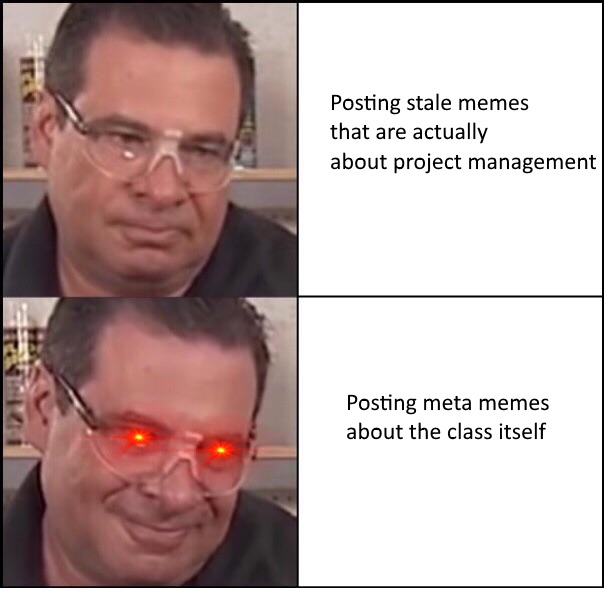 Posting stale memes
that are actually
about project management
Posting meta memes
about the class itself